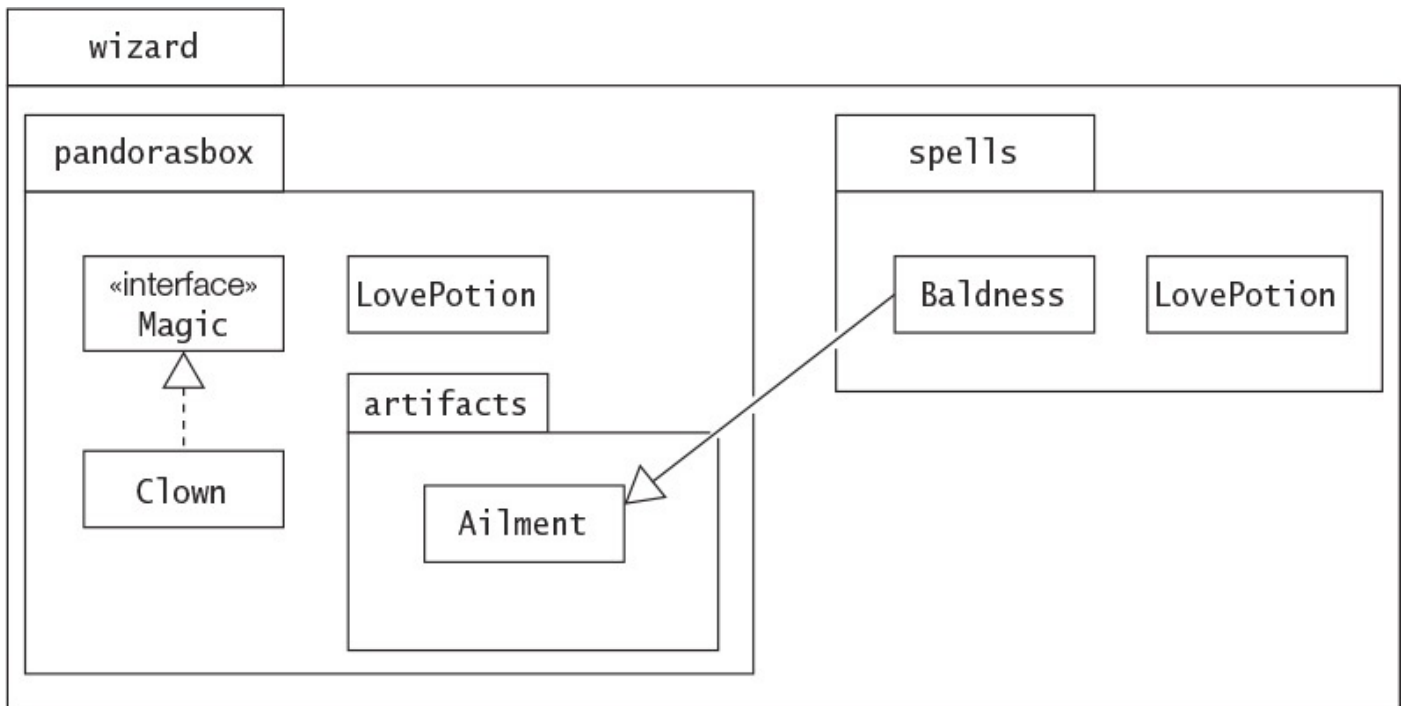 wizard
pandorasbox
spells
«interface»
Magic
LovePotion
Baldness
LovePotion
artifacts
Clown
Ailment